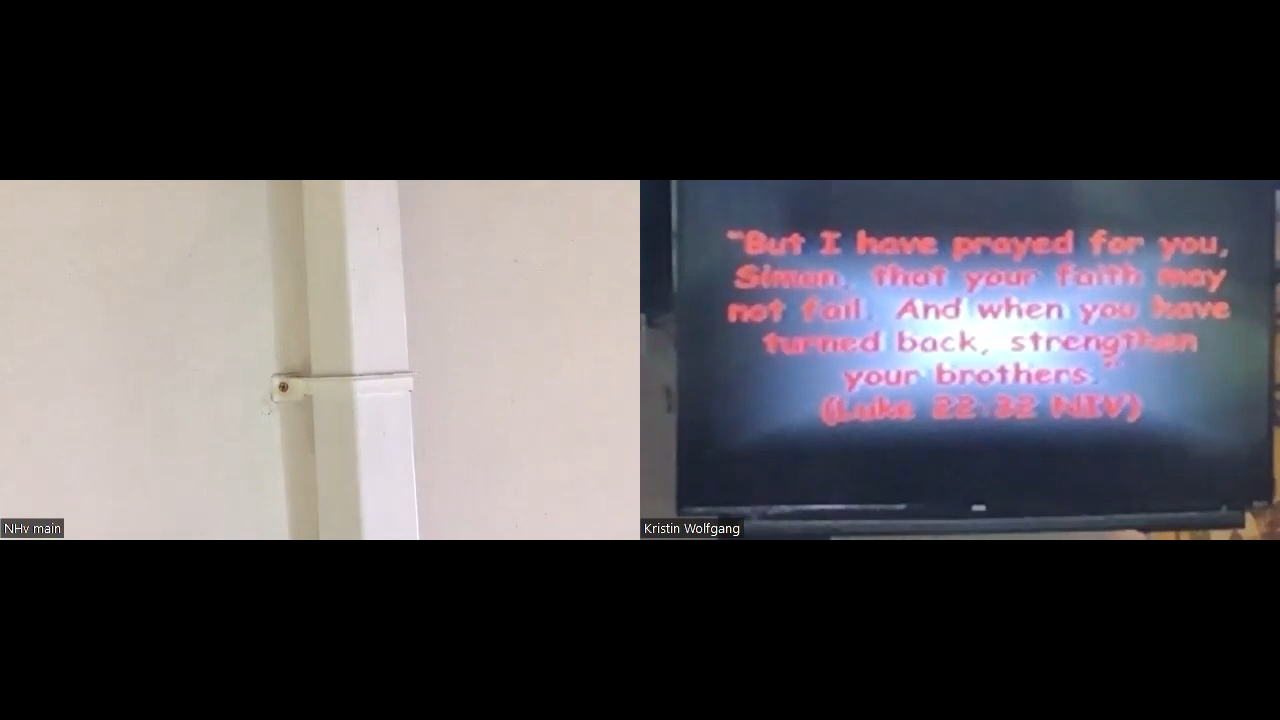 "But I have prayed for you,
Simon, that your faith may
not fail. And when you have
turned back, strengthen
your brothers."
(Luke 22:32 NIV)
NHv main
Kristin Wolfgang